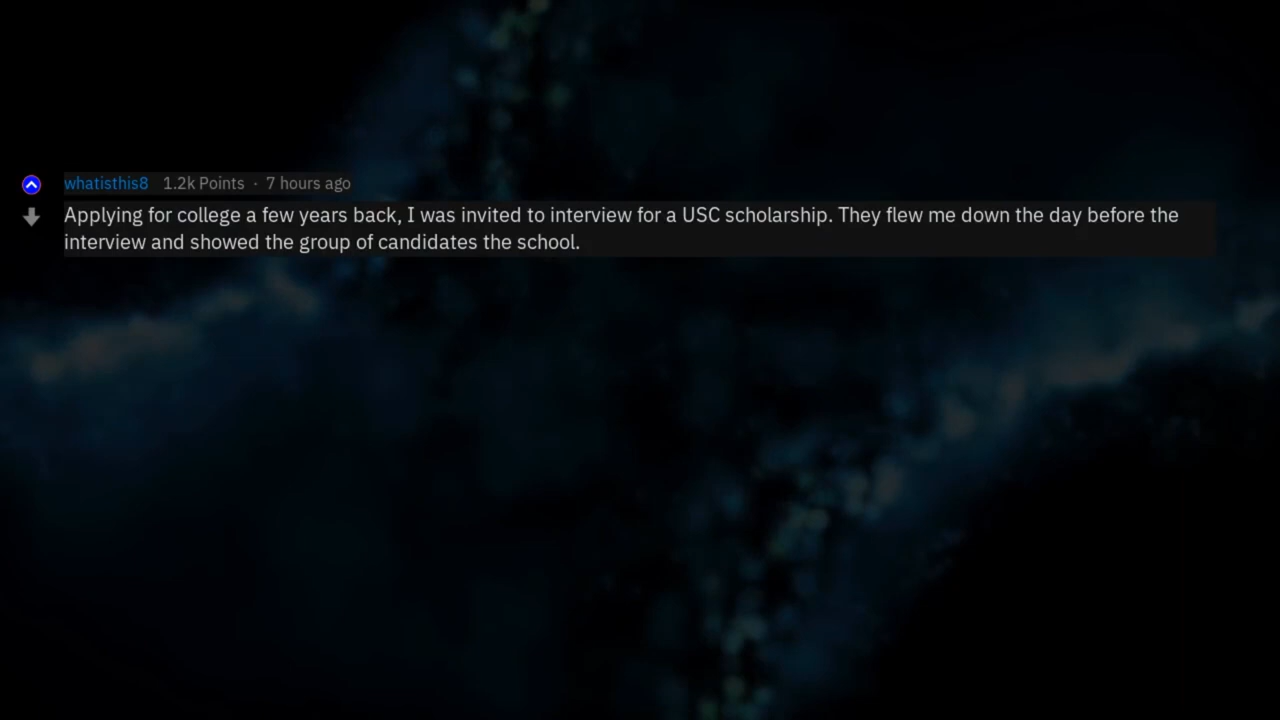 whatisthis8 1.2k Points · 7 hours ago
Applying for college a few years back, I was invited to interview for a USC scholarship. They flew me down the day before the
interview and showed the group of candidates the school.